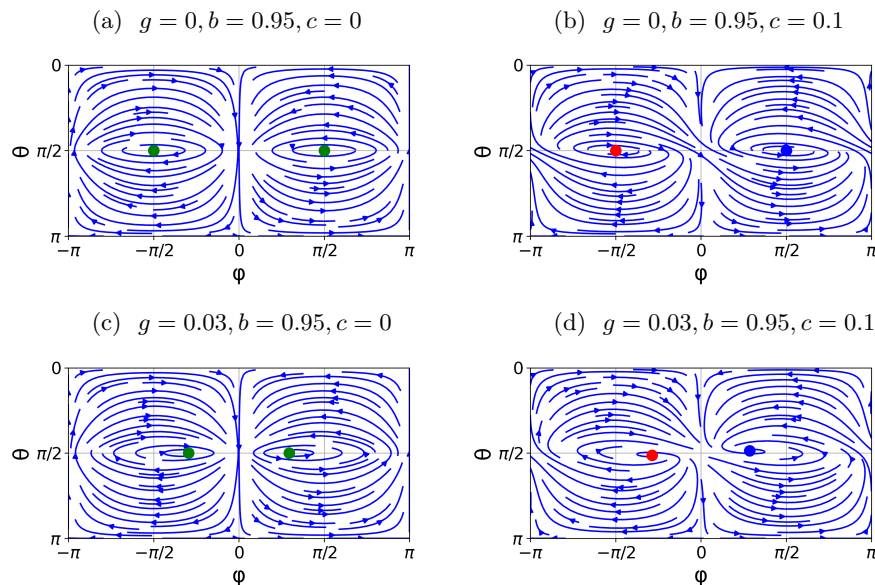 (a) g = 0, b = 0.95, c = 0
(b) g = 0, b = 0.95, c = 0.1
0
π/2
π
θ
−π
−π/2
0
π/2
π
φ
0
π/2
π
θ
−π
−π/2
0
π/2
π
φ
(c) g = 0.03, b = 0.95, c = 0
(d) g = 0.03, b = 0.95, c = 0.1
0
π/2
π
θ
−π
−π/2
0
π/2
π
φ
0
π/2
π
θ
−π
−π/2
0
π/2
π
φ